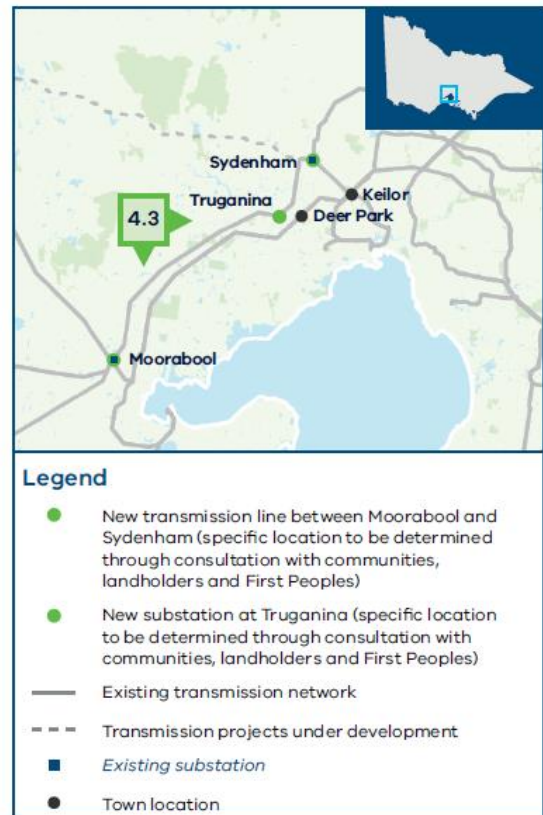 Sydenham
Keilor
Truganina
Deer Park
4.3
Moorabool
Legend
New transmission line between Moorabool and
Sydenham (specific location to be determined
through consultation with communities,
landholders and First Peoples)
New substation at Truganina (specific location
to be determined through consultation with
communities, landholders and First Peoples)
Existing transmission network
Transmission projects under development
Existing substation
Town location